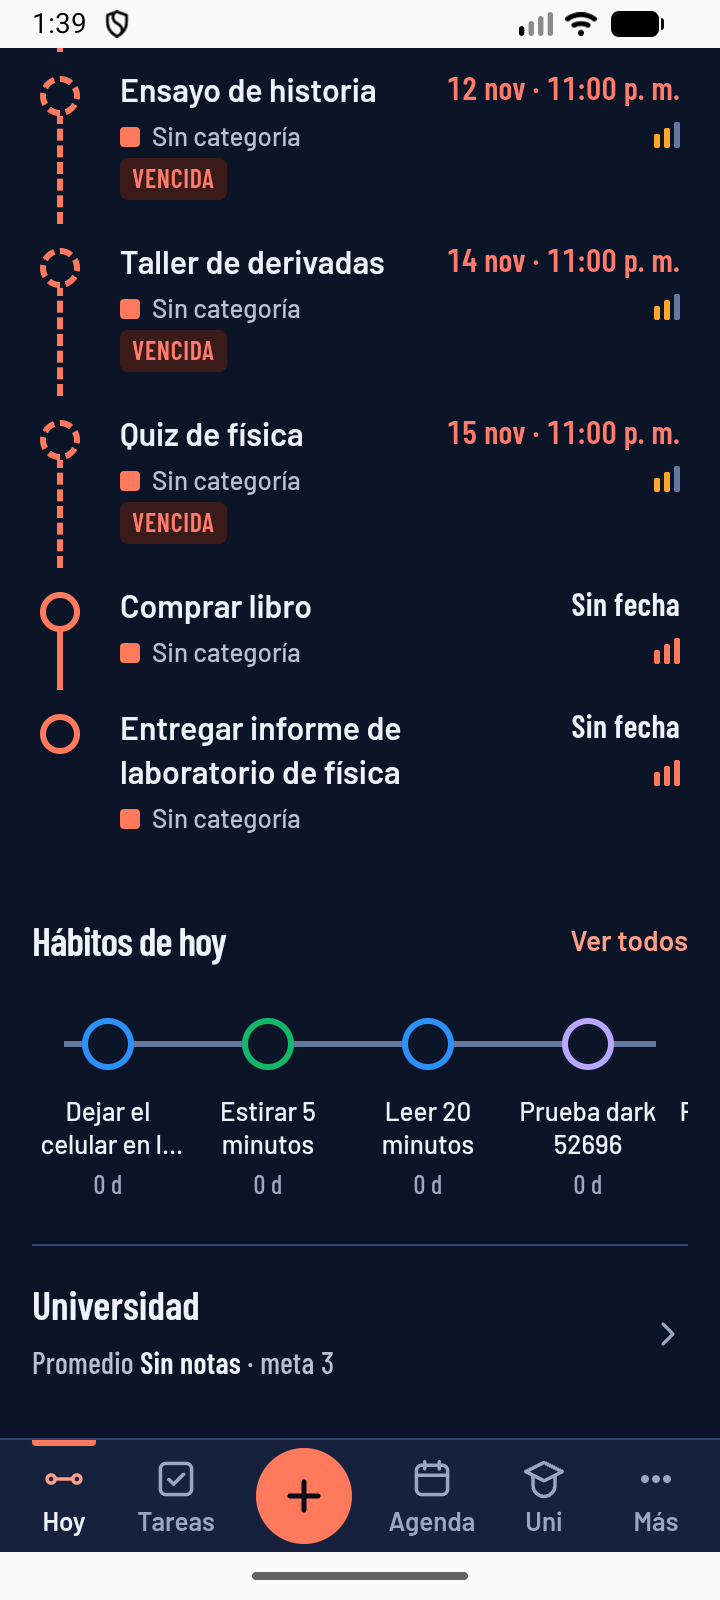 1:39
Ensayo de historia
12 nov · 11:00 p. m.
Sin categoría
VENCIDA
Taller de derivadas
14 nov · 11:00 p. m.
Sin categoría
VENCIDA
Quiz de física
15 nov · 11:00 p. m.
Sin categoría
VENCIDA
Comprar libro
Sin fecha
Sin categoría
Entregar informe de
laboratorio de física
Sin fecha
Sin categoría
Hábitos de hoy
Ver todos
Dejar el
celular en l...
0 d
Estirar 5
minutos
0 d
Leer 20
minutos
0 d
Prueba dark
52696
0 d
Universidad
Promedio Sin notas · meta 3
Hoy
Tareas
Agenda
Uni
Más